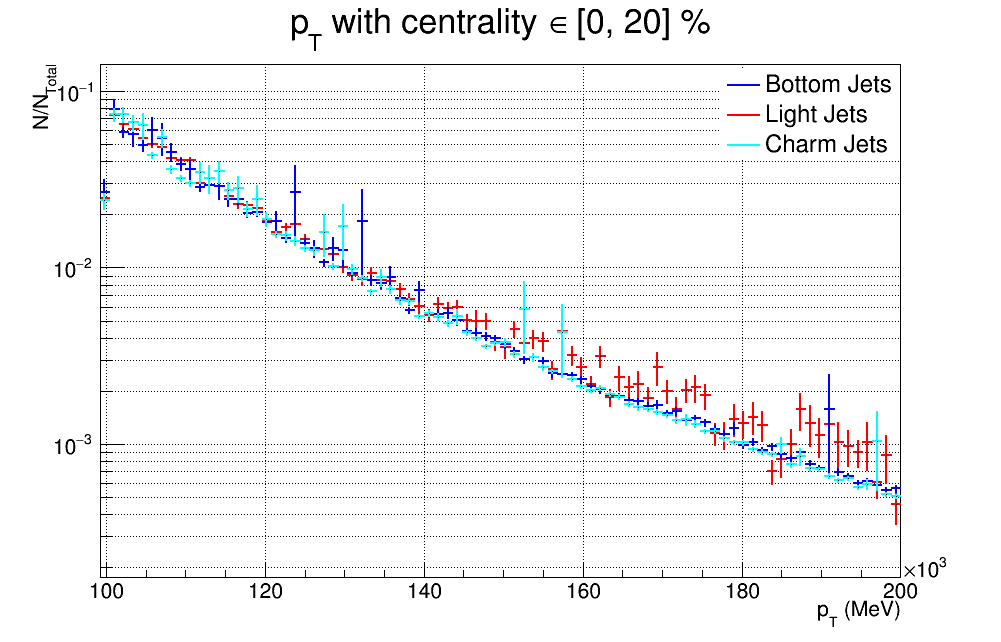 p_T with centrality ∈ [0, 20] %
N/N_Total
10^−1
10^−2
10^−3
Bottom Jets
Light Jets
Charm Jets
100 120 140 160 180 200
×10^3
p_T (MeV)